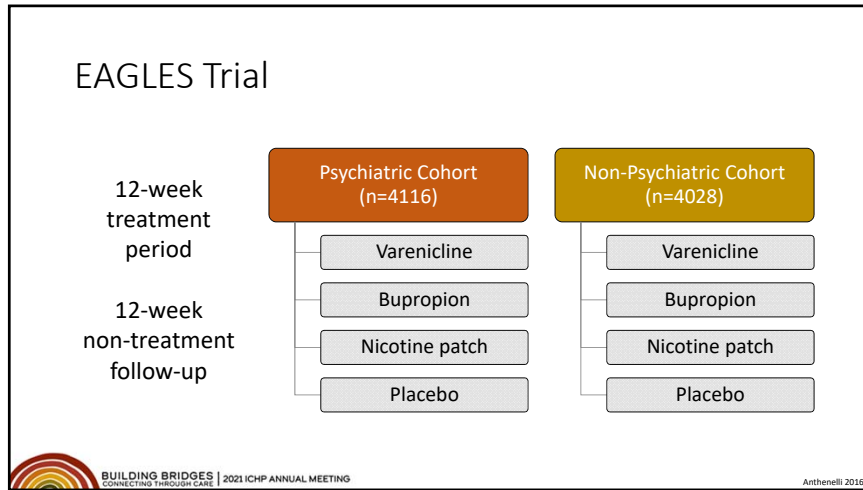 EAGLES Trial
12-week
treatment
period
12-week
non-treatment
follow-up
Psychiatric Cohort
(n=4116)
Varenicline
Bupropion
Nicotine patch
Placebo
Non-Psychiatric Cohort
(n=4028)
Varenicline
Bupropion
Nicotine patch
Placebo
BUILDING BRIDGES | 2021 ICHP ANNUAL MEETING
CONNECTING THROUGH CARE
Anthenelli 2016